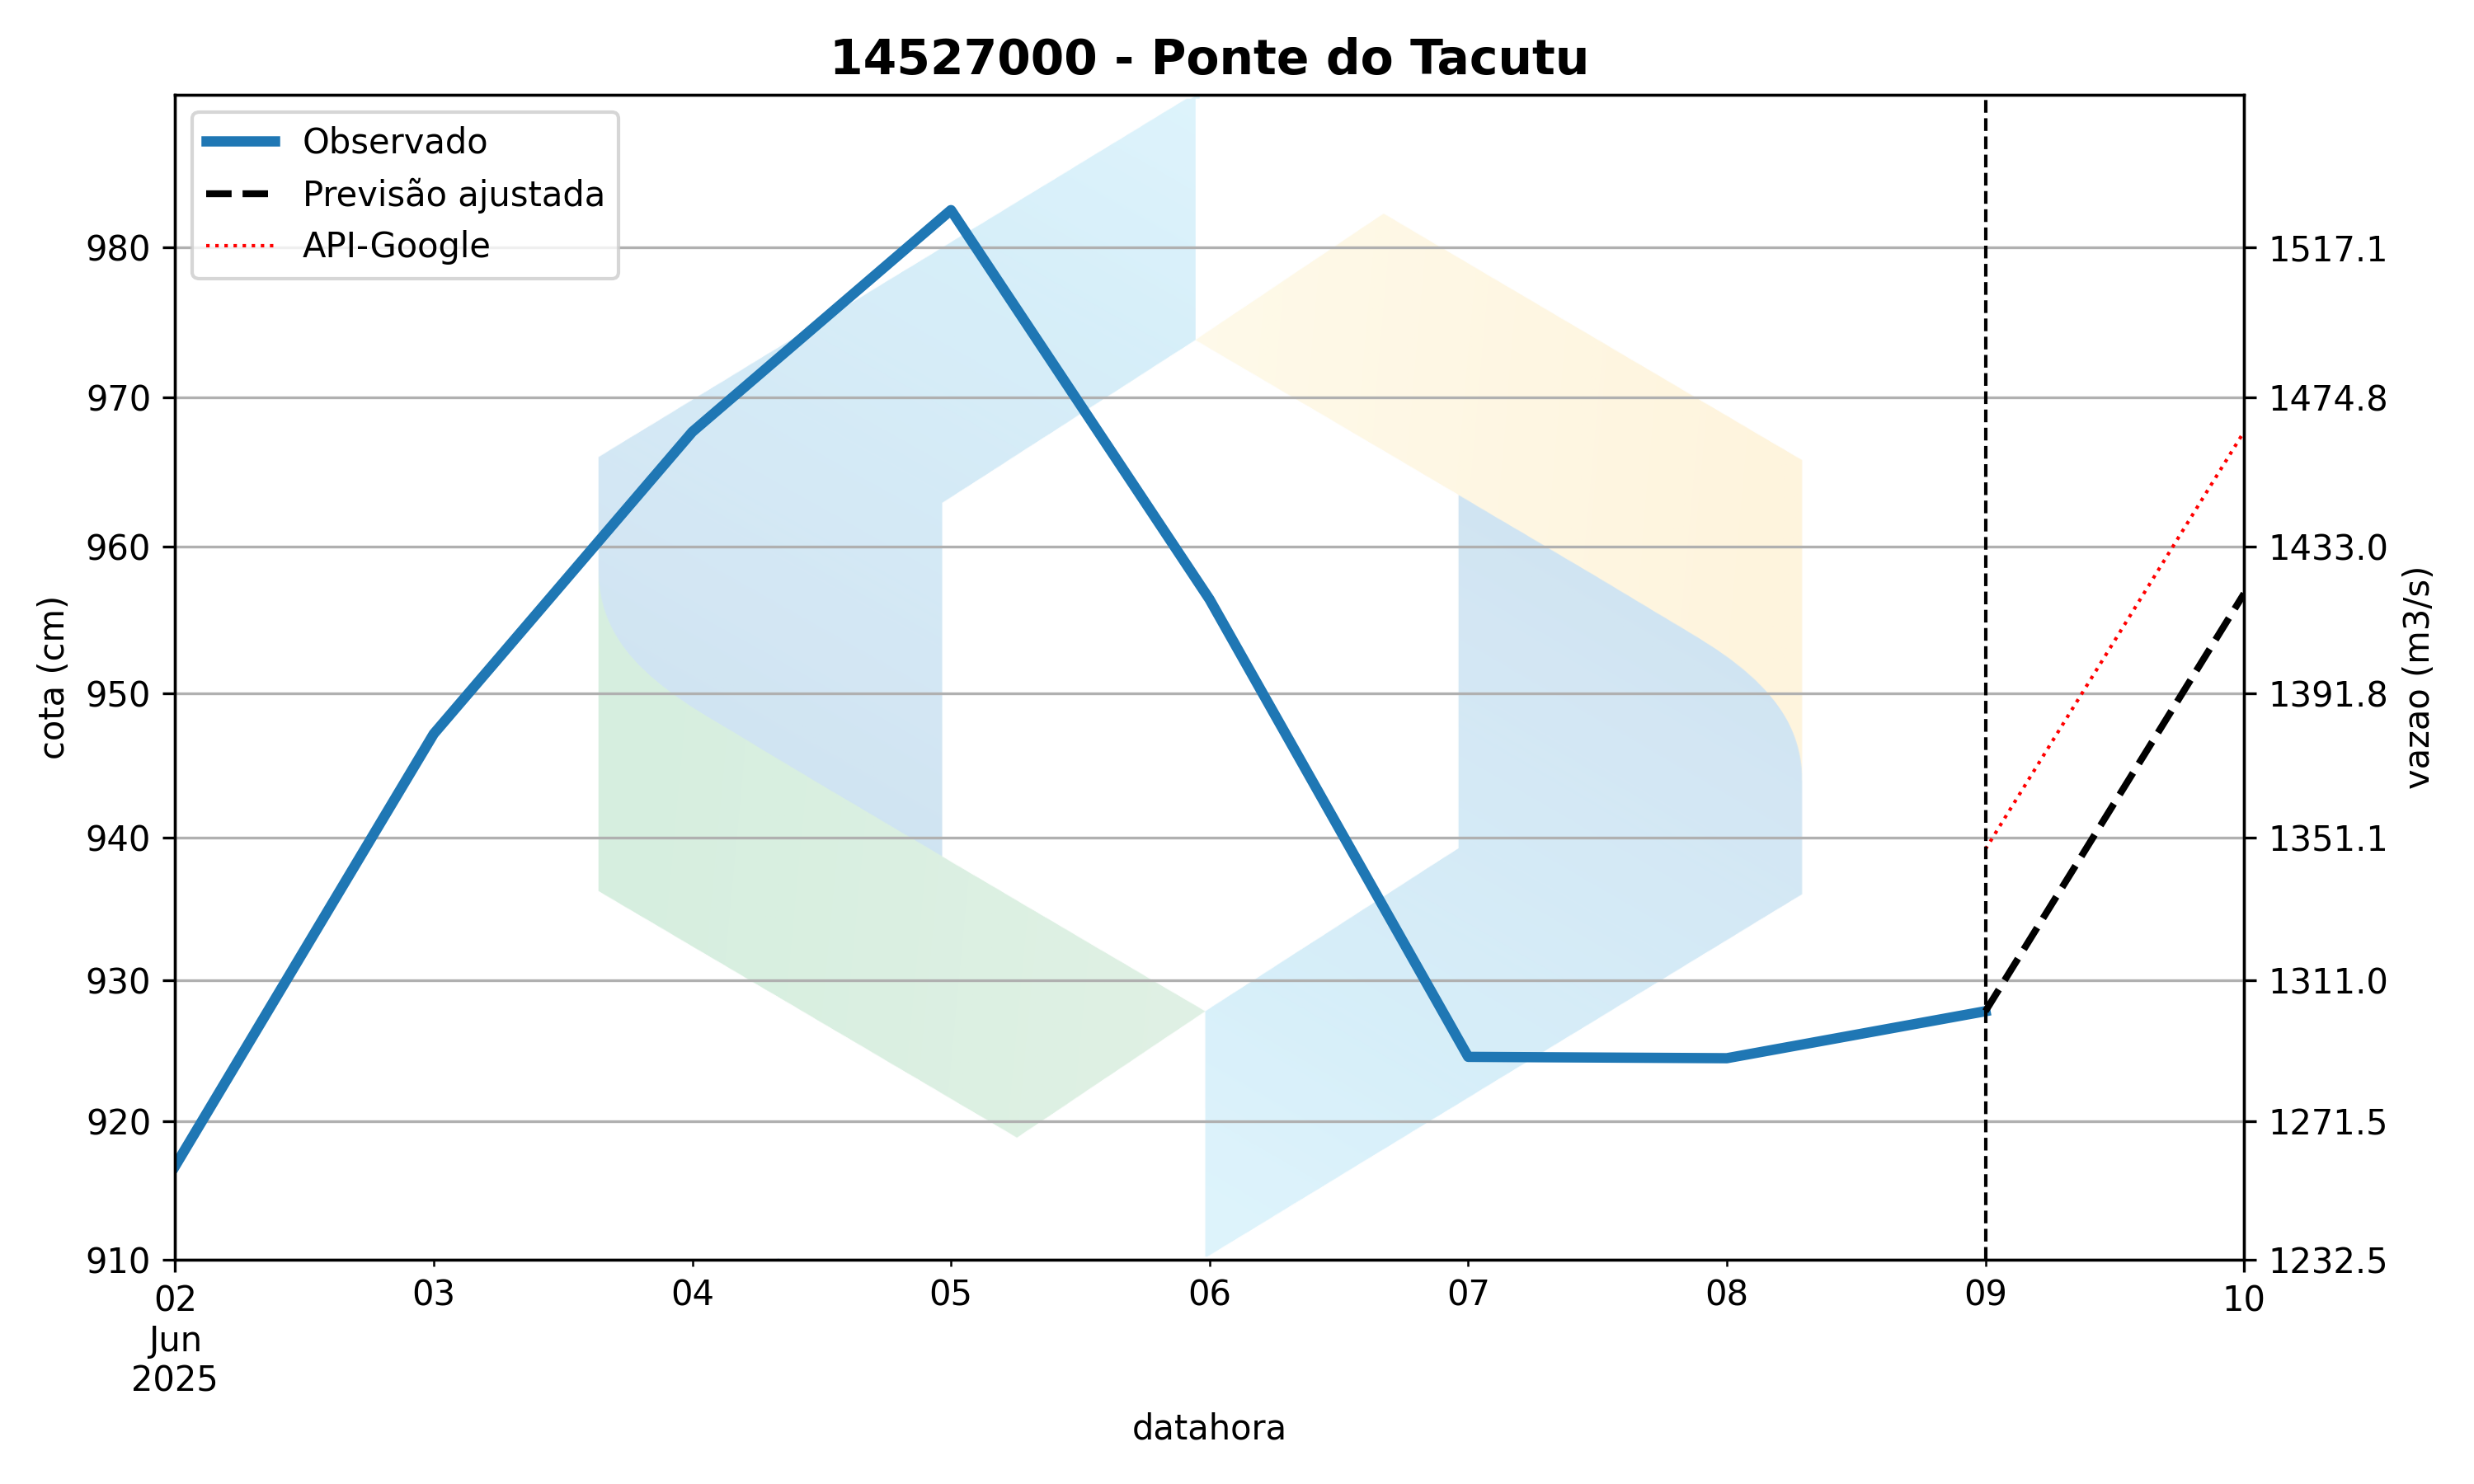 14527000 - Ponte do Tacutu
Observado
Previsão ajustada
API-Google
980
970
960
950
940
930
920
910
cota (cm)
1517.1
1474.8
1433.0
1391.8
1351.1
1311.0
1271.5
1232.5
vazao (m3/s)
02 03 04 05 06 07 08 09 10
Jun
2025
datahora